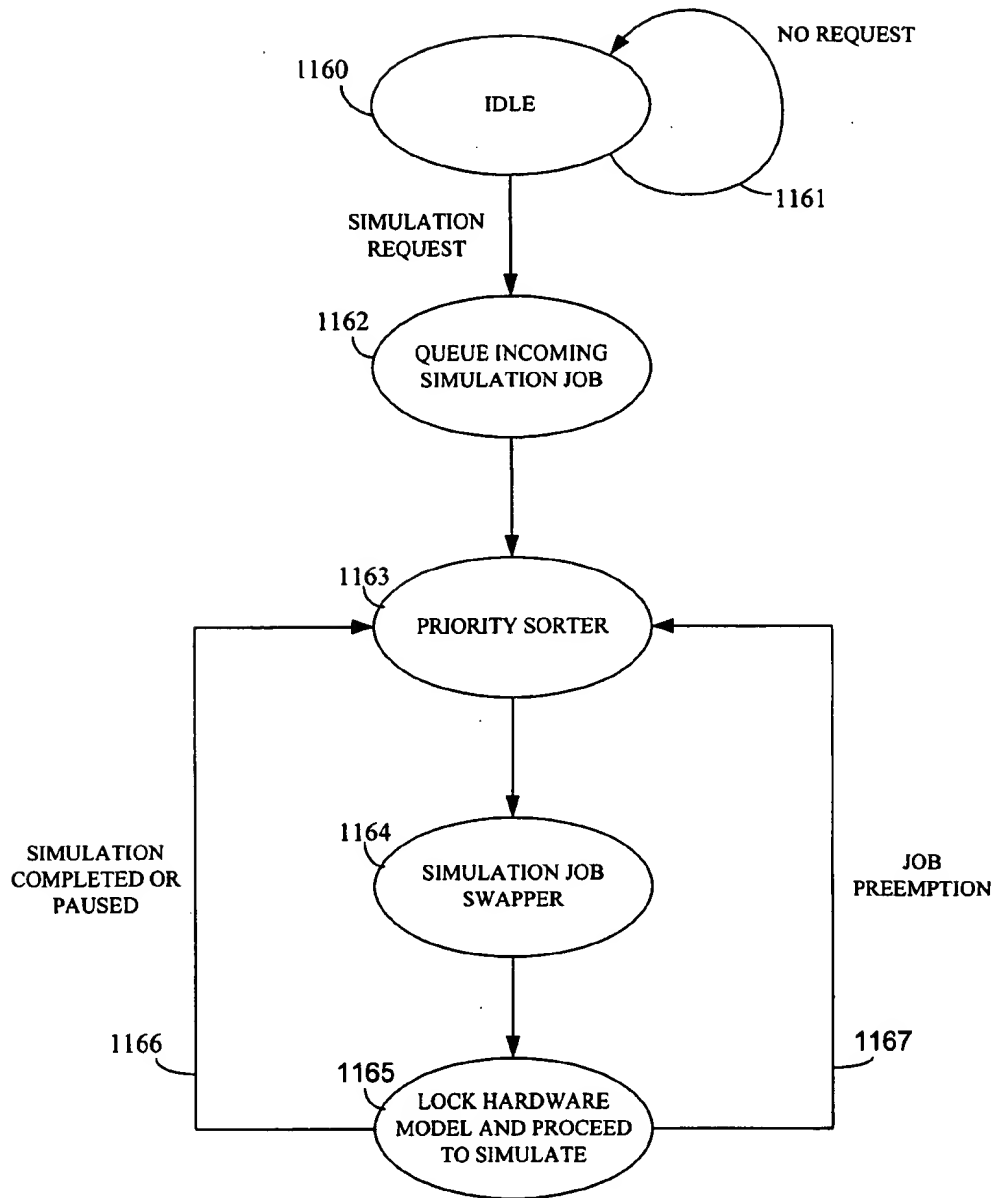 NO REQUEST
1160
IDLE
1161
SIMULATION
REQUEST
1162
QUEUE INCOMING
SIMULATION JOB
1163
PRIORITY SORTER
1164
SIMULATION JOB
SWAPPER
SIMULATION
COMPLETED OR
PAUSED
JOB
PREEMPTION
1166
1165
1167
LOCK HARDWARE
MODEL AND PROCEED
TO SIMULATE